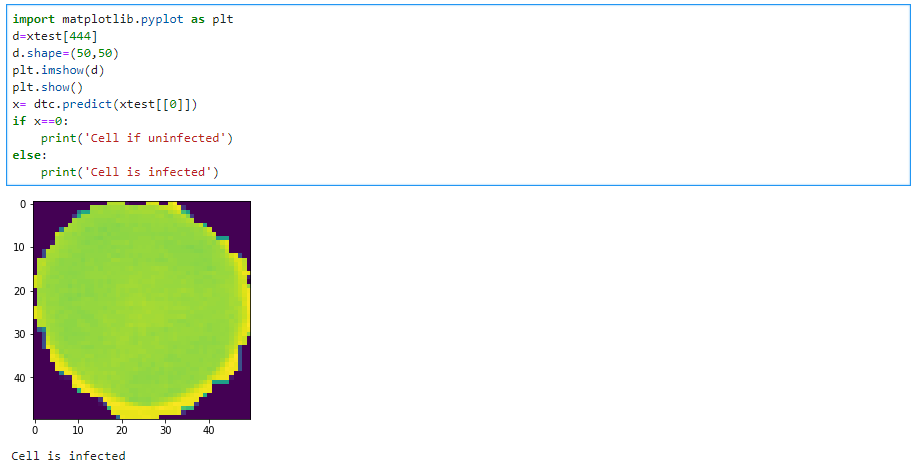 import matplotlib.pyplot as plt
d=xtest[444]
d.shape=(50,50)
plt.imshow(d)
plt.show()
x= dtc.predict(xtest[[0]])
if x==0:
    print('Cell if uninfected')
else:
    print('Cell is infected')
0
10
20
30
40
0 10 20 30 40
Cell is infected